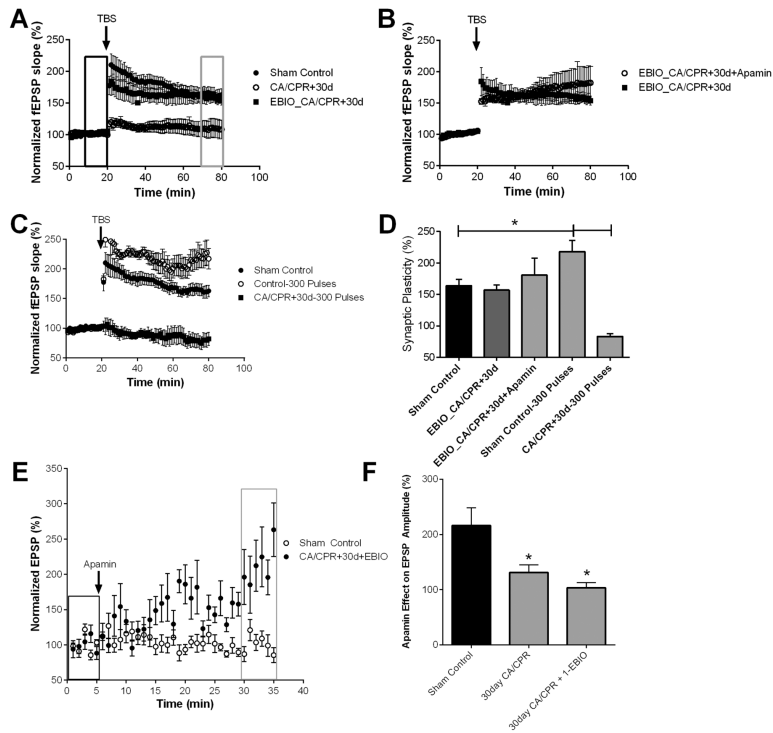 A
TBS
Normalized fEPSP slope (%)
250
200
150
100
50
0 20 40 60 80 100
Time (min)
Sham Control
CA/CPR+30d
EBIO_CA/CPR+30d
B
TBS
Normalized fEPSP slope (%)
250
200
150
100
50
0 20 40 60 80 100
Time (min)
EBIO_CA/CPR+30d+Apamin
EBIO_CA/CPR+30d
C
TBS
Normalized fEPSP slope (%)
250
200
150
100
50
0 20 40 60 80 100
Time (min)
Sham Control
Control-300 Pulses
CA/CPR+30d-300 Pulses
D
*
Synaptic Plasticity (%)
250
200
150
100
50
Sham Control
EBIO_CA/CPR+30d
EBIO_CA/CPR+30d+Apamin
Sham Control-300 Pulses
CA/CPR+30d-300 Pulses
E
Apamin
Normalized EPSP (%)
350
300
250
200
150
100
50
0 5 10 15 20 25 30 35 40
Time (min)
Sham Control
CA/CPR+30d+EBIO
F
Apamin Effect on EPSP Amplitude (%)
300
200
100
0
* *
Sham Control
30day CA/CPR
30day CA/CPR + 1-EBIO